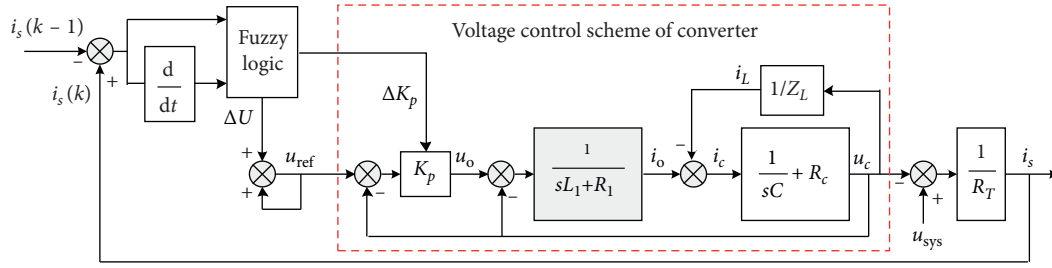 i_s(k − 1)
−
+
i_s(k)
d
dt
Fuzzy
logic
ΔU
+
+
u_ref
Voltage control scheme of converter
ΔK_p
−
K_p
u_o
−
1
sL_1+R_1
i_o
−
i_L
1/Z_L
i_c
1
sC
+ R_c
u_c
−
+
u_sys
1
R_T
i_s